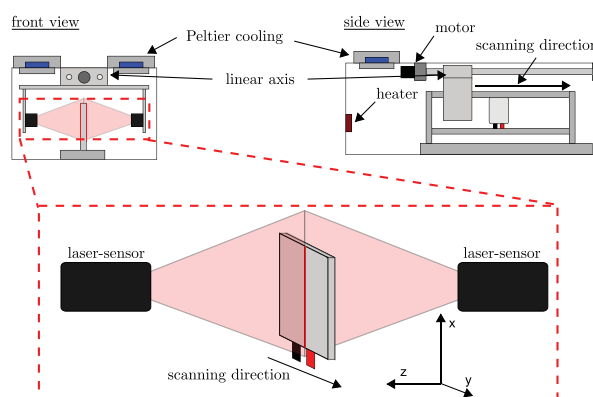 front view
side view
Peltier cooling
motor
scanning direction
linear axis
heater
laser-sensor
laser-sensor
x
scanning direction
z
y